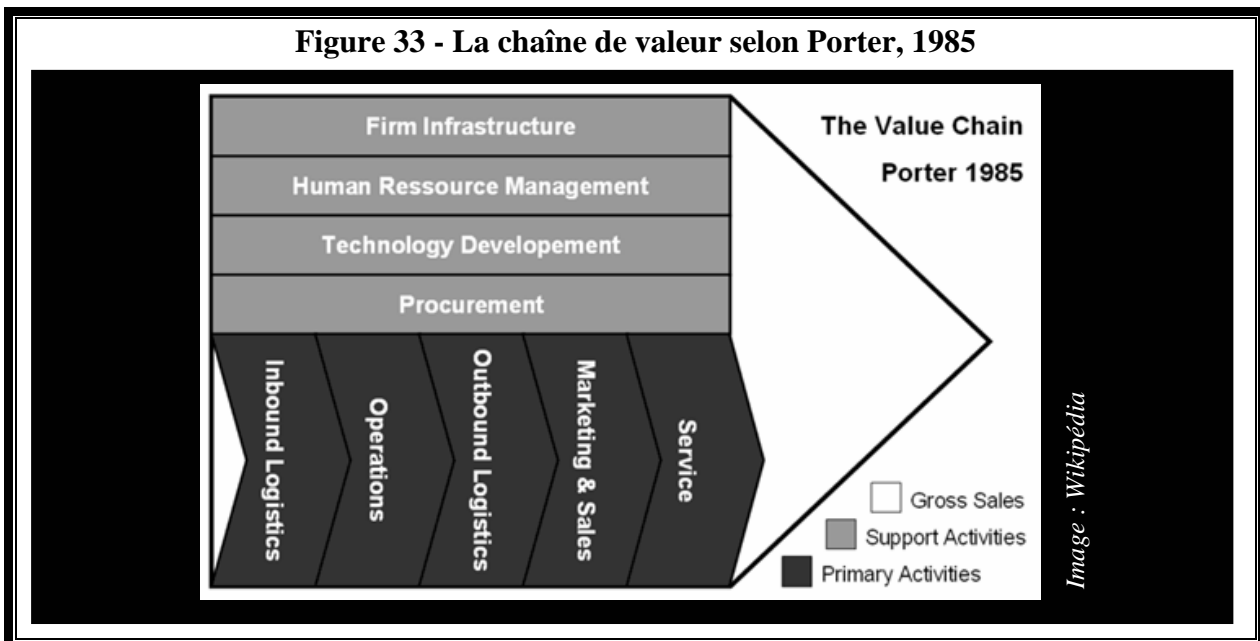 Figure 33 - La chaîne de valeur selon Porter, 1985
Firm Infrastructure
Human Ressource Management
Technology Developement
Procurement
Inbound Logistics
Operations
Outbound Logistics
Marketing & Sales
Service
The Value Chain
Porter 1985
Gross Sales
Support Activities
Primary Activities
Image : Wikipédia